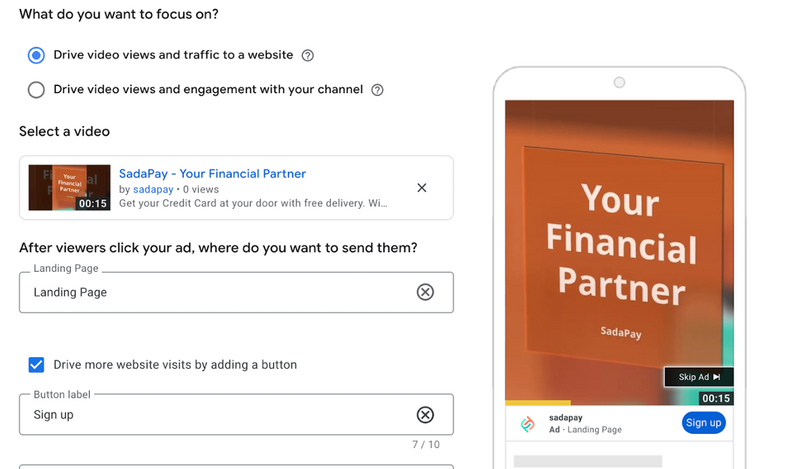 What do you want to focus on?
Drive video views and traffic to a website
Drive video views and engagement with your channel
Select a video
Your
Financial
Partner
00:15
SadaPay - Your Financial Partner
by sadapay • 0 views
Get your Credit Card at your door with free delivery. Wi...
After viewers click your ad, where do you want to send them?
Landing Page
Landing Page
Drive more website visits by adding a button
Button label
Sign up
7 / 10
Your
Financial
Partner
SadaPay
Skip Ad
00:15
sadapay
Ad - Landing Page
Sign up